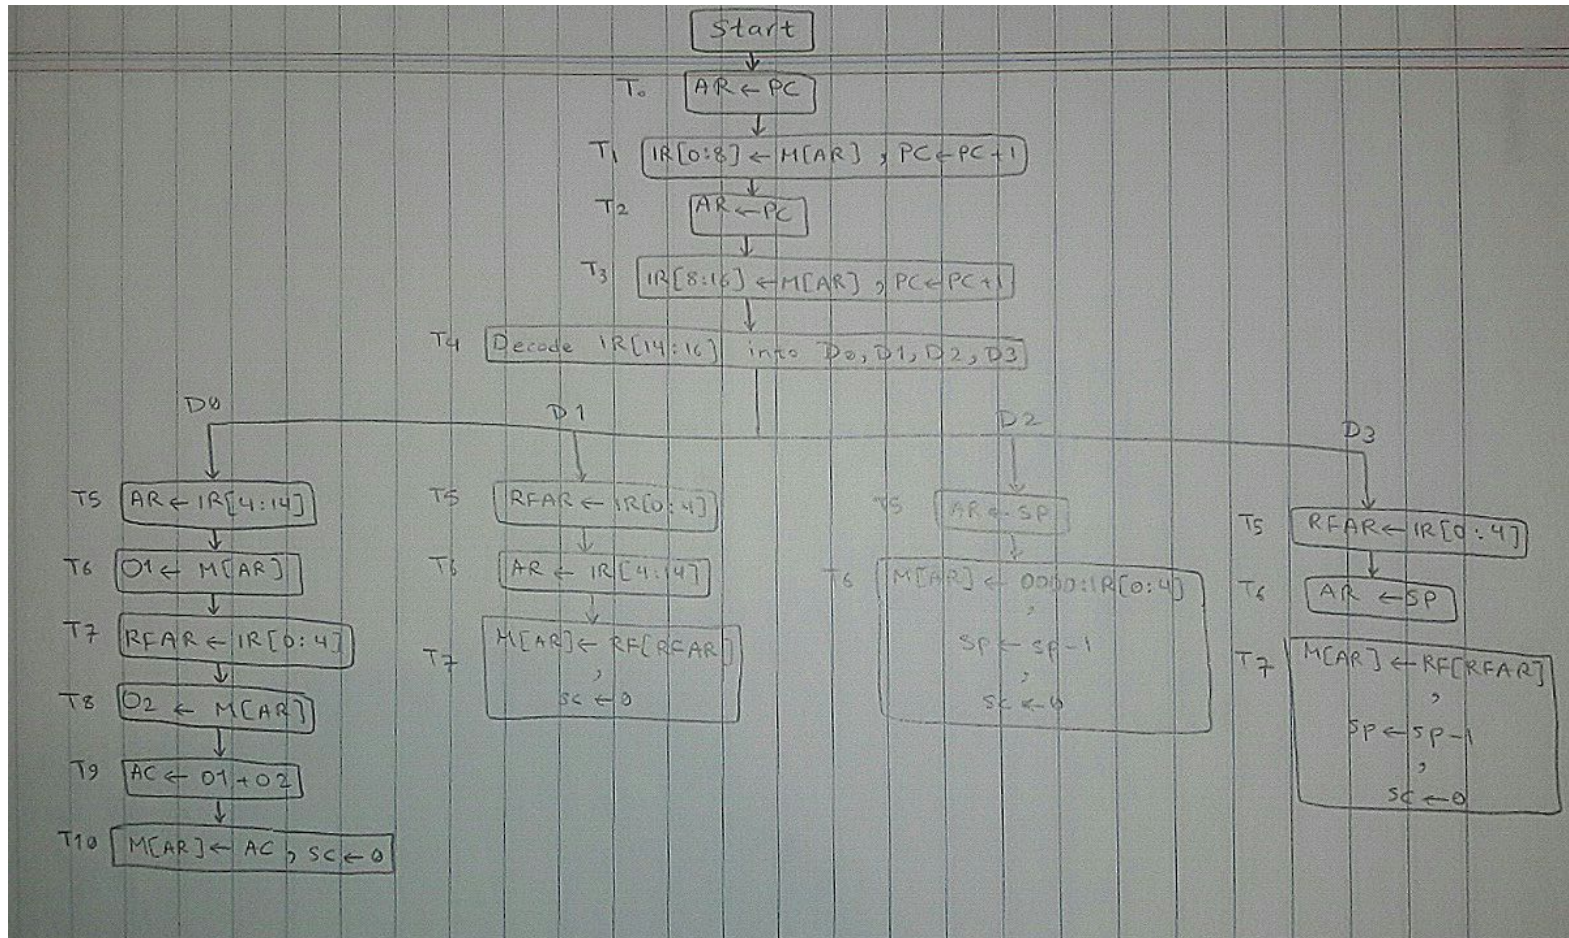 Start
T0 AR ← PC
T1 IR[0:8] ← M[AR] , PC ← PC + 1
T2 AR ← PC
T3 IR[8:16] ← M[AR] , PC ← PC + 1
T4 Decode IR[14:16] into D0, D1, D2, D3
D0
T5 AR ← IR[4:14]
T6 O1 ← M[AR]
T7 RFAR ← IR[0:4]
T8 O2 ← M[AR]
T9 AC ← O1 + O2
T10 M[AR] ← AC , SC ← 0
D1
T5 RFAR ← IR[0:4]
T6 AR ← IR[4:14]
T7 M[AR] ← RF[RFAR]
,
SC ← 0
D2
T5 AR ← SP
T6 M[AR] ← 0000:IR[0:4]
,
SP ← SP - 1
,
SC ← 0
D3
T5 RFAR ← IR[0:4]
T6 AR ← SP
T7 M[AR] ← RF[RFAR]
,
SP ← SP - 1
,
SC ← 0